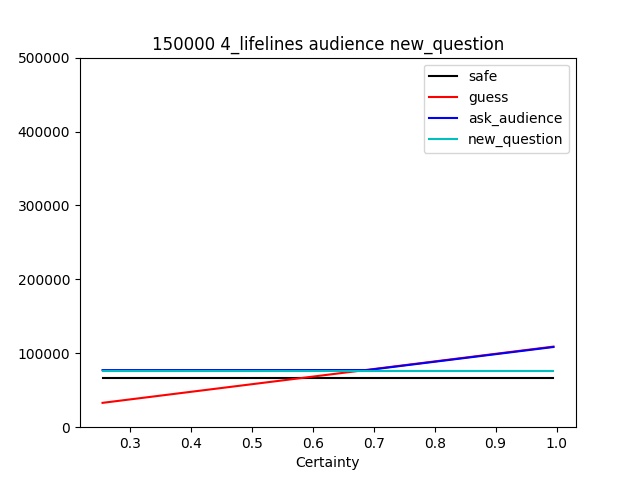 150000 4_lifelines audience new_question
500000
400000
300000
200000
100000
0
safe
guess
ask_audience
new_question
0.3 0.4 0.5 0.6 0.7 0.8 0.9 1.0
Certainty